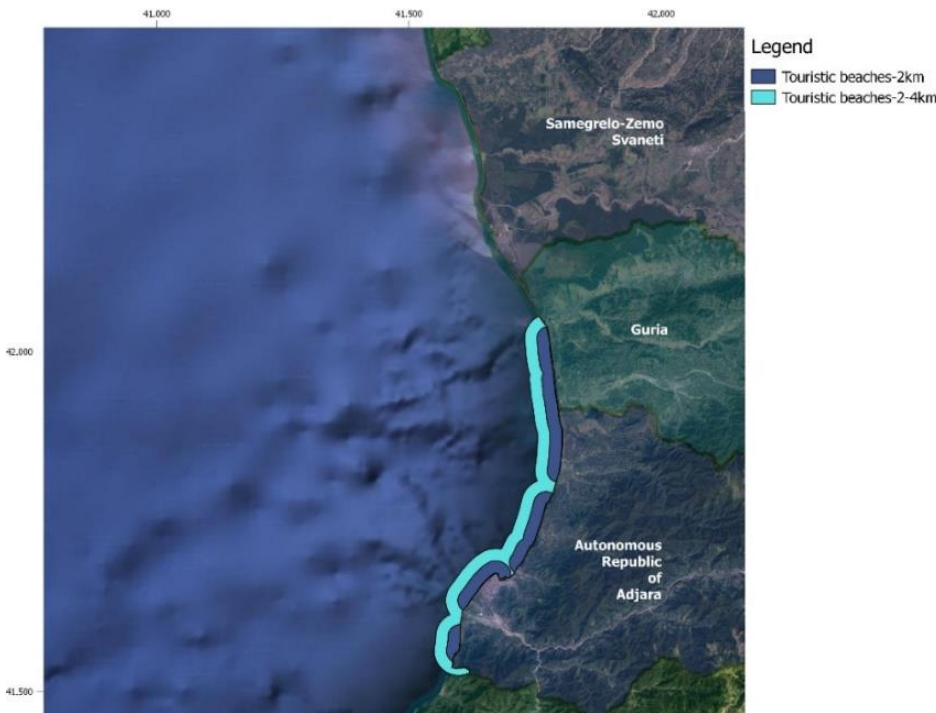 41,000
41,500
42,000
Legend
Touristic beaches-2km
Touristic beaches-2-4km
Samegrelo-Zemo
Svaneti
Guria
42,000
Autonomous
Republic
of
Adjara
41,500